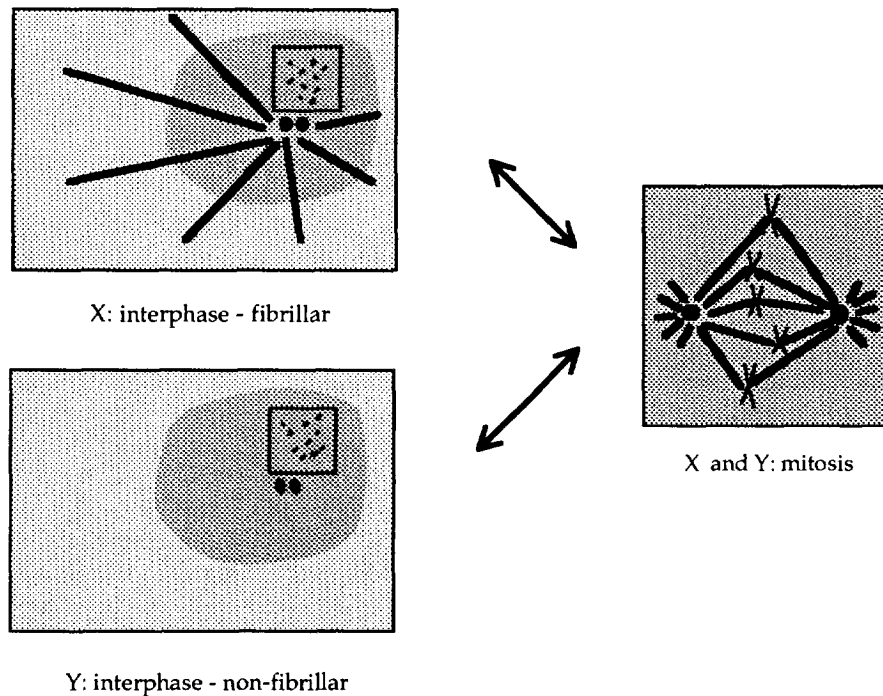 X: interphase - fibrillar
X and Y: mitosis
Y: interphase - non-fibrillar